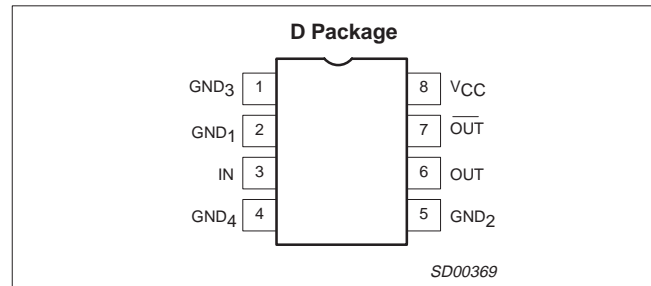 D Package
GND3 1 8 VCC
GND1 2 7 OUT
IN 3 6 OUT
GND4 4 5 GND2
SD00369